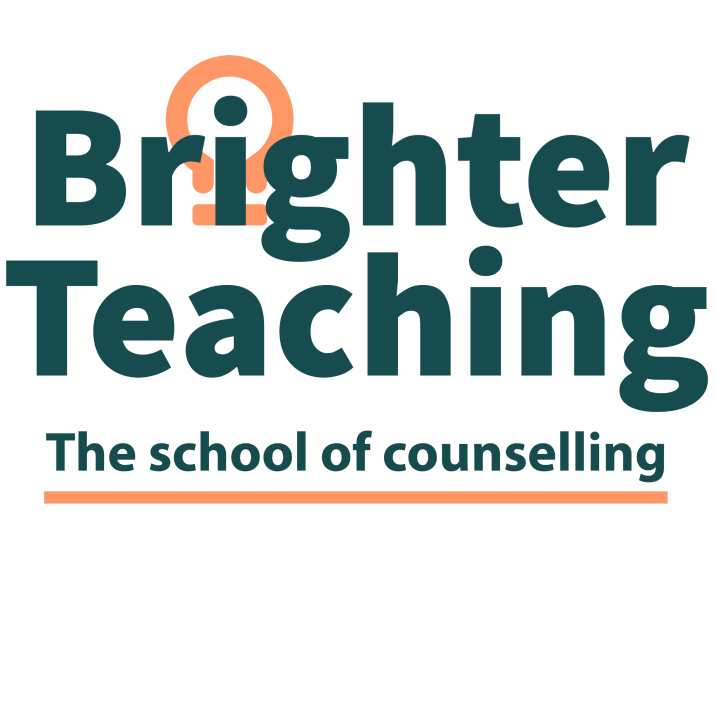 Brighter
Teaching
The school of counselling